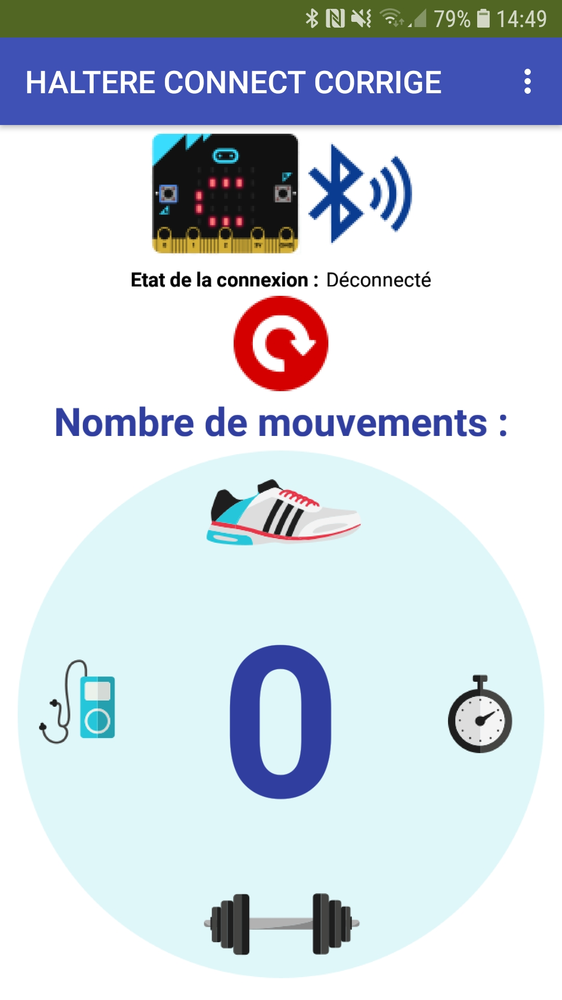 79% 14:49
HALTERE CONNECT CORRIGE
Etat de la connexion : Déconnecté
Nombre de mouvements :
0